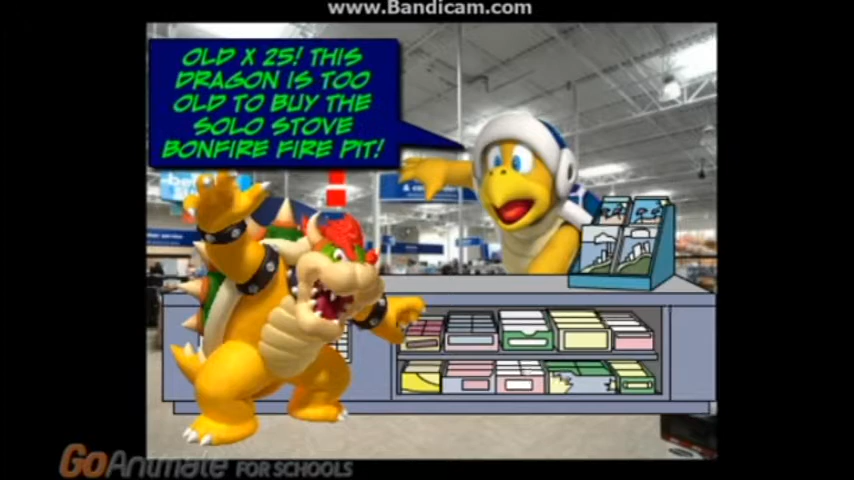 www.Bandicam.com
OLD X 25! THIS
DRAGON IS TOO
OLD TO BUY THE
SOLO STOVE
BONFIRE FIRE PIT!
GoAnimate FOR SCHOOLS